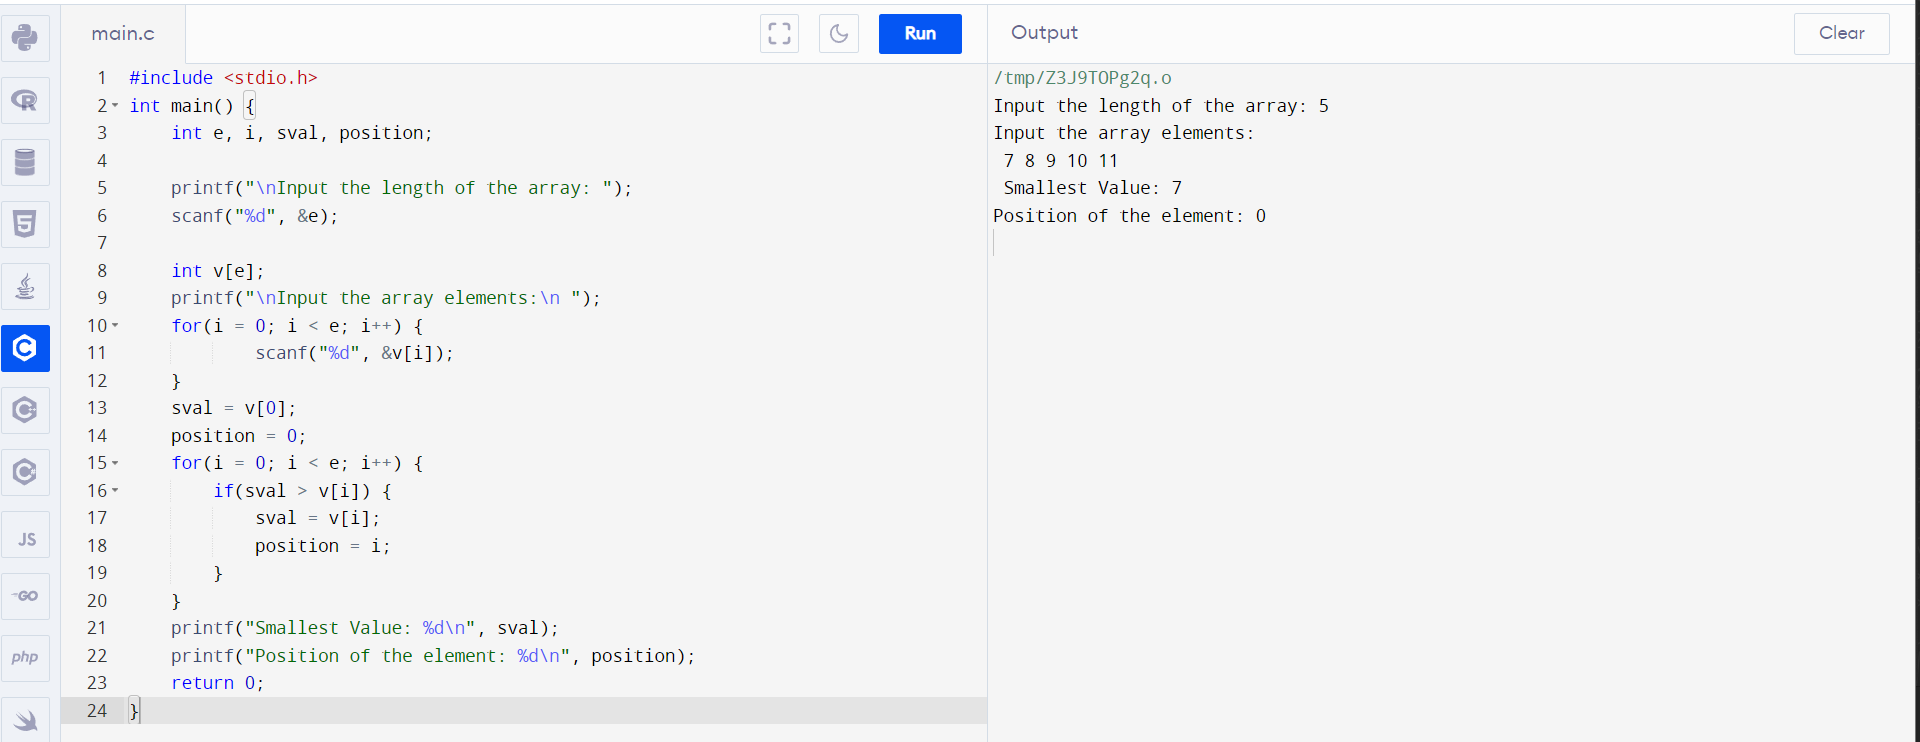 main.c
Run
1 #include <stdio.h>
2 int main() {
3     int e, i, sval, position;
4
5     printf("\nInput the length of the array: ");
6     scanf("%d", &e);
7
8     int v[e];
9     printf("\nInput the array elements:\n ");
10     for(i = 0; i < e; i++) {
11             scanf("%d", &v[i]);
12     }
13     sval = v[0];
14     position = 0;
15     for(i = 0; i < e; i++) {
16         if(sval > v[i]) {
17             sval = v[i];
18             position = i;
19         }
20     }
21     printf("Smallest Value: %d\n", sval);
22     printf("Position of the element: %d\n", position);
23     return 0;
24 }
Output
Clear
/tmp/Z3J9TOPg2q.o
Input the length of the array: 5
Input the array elements:
 7 8 9 10 11
 Smallest Value: 7
Position of the element: 0
R
5
C
C
C
JS
GO
php